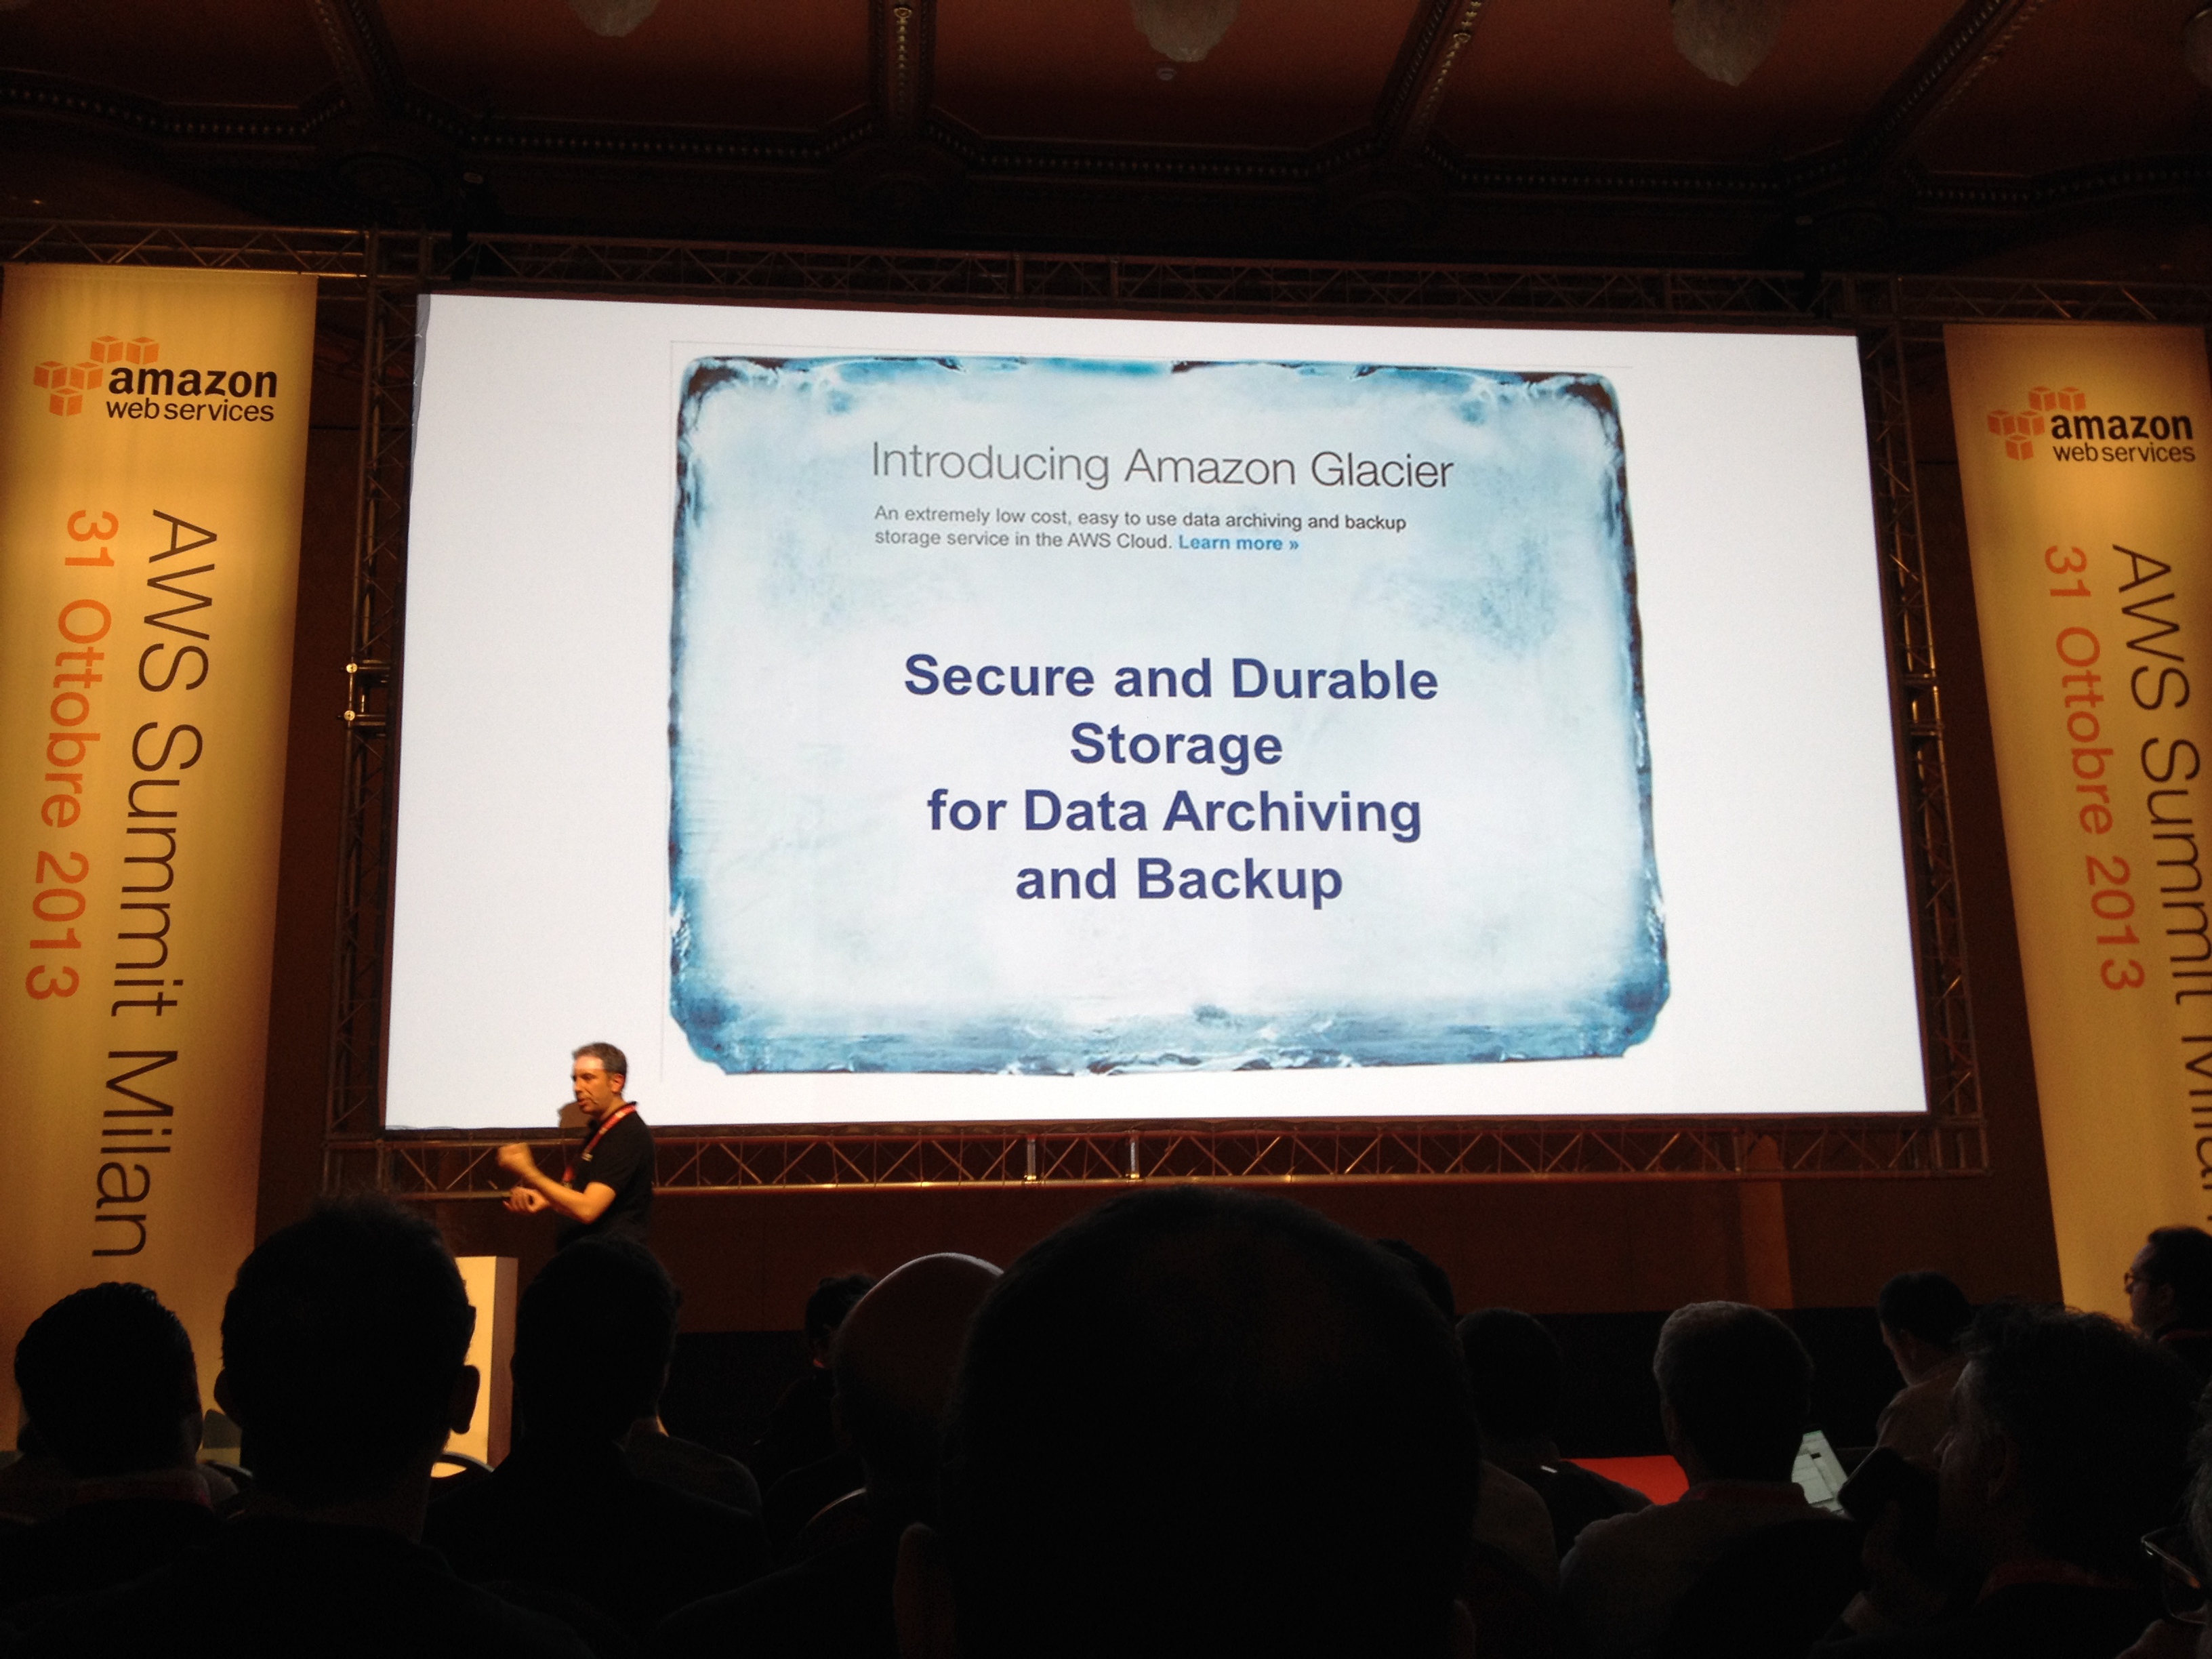 amazon
web services
AWS Summit Milan
31 Ottobre 2013
Introducing Amazon Glacier
An extremely low cost, easy to use data archiving and backup
storage service in the AWS Cloud. Learn more »
Secure and Durable
Storage
for Data Archiving
and Backup
amazon
web services
AWS Summit Milan
31 Ottobre 2013